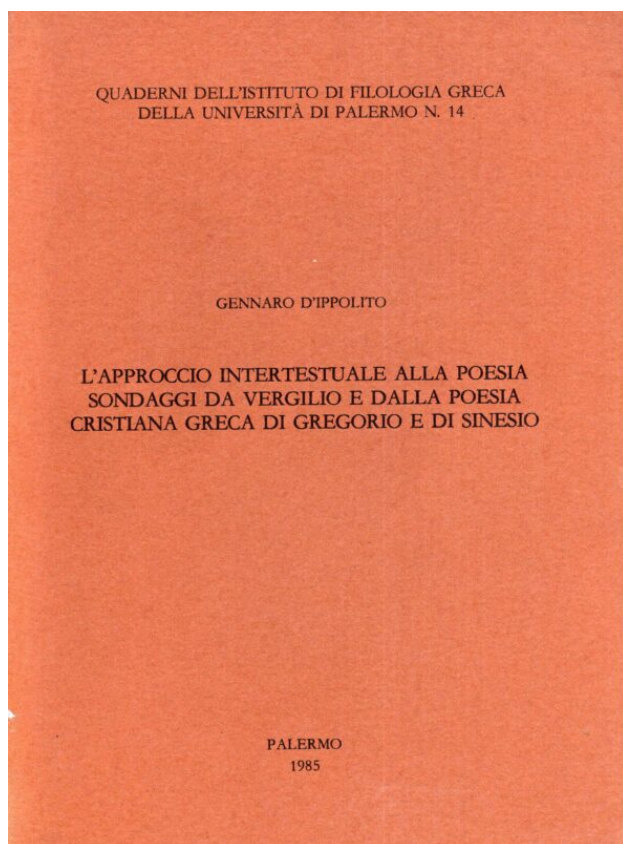 QUADERNI DELL'ISTITUTO DI FILOLOGIA GRECA
DELLA UNIVERSITÀ DI PALERMO N. 14
GENNARO D'IPPOLITO
L'APPROCCIO INTERTESTUALE ALLA POESIA
SONDAGGI DA VERGILIO E DALLA POESIA
CRISTIANA GRECA DI GREGORIO E DI SINESIO
PALERMO
1985